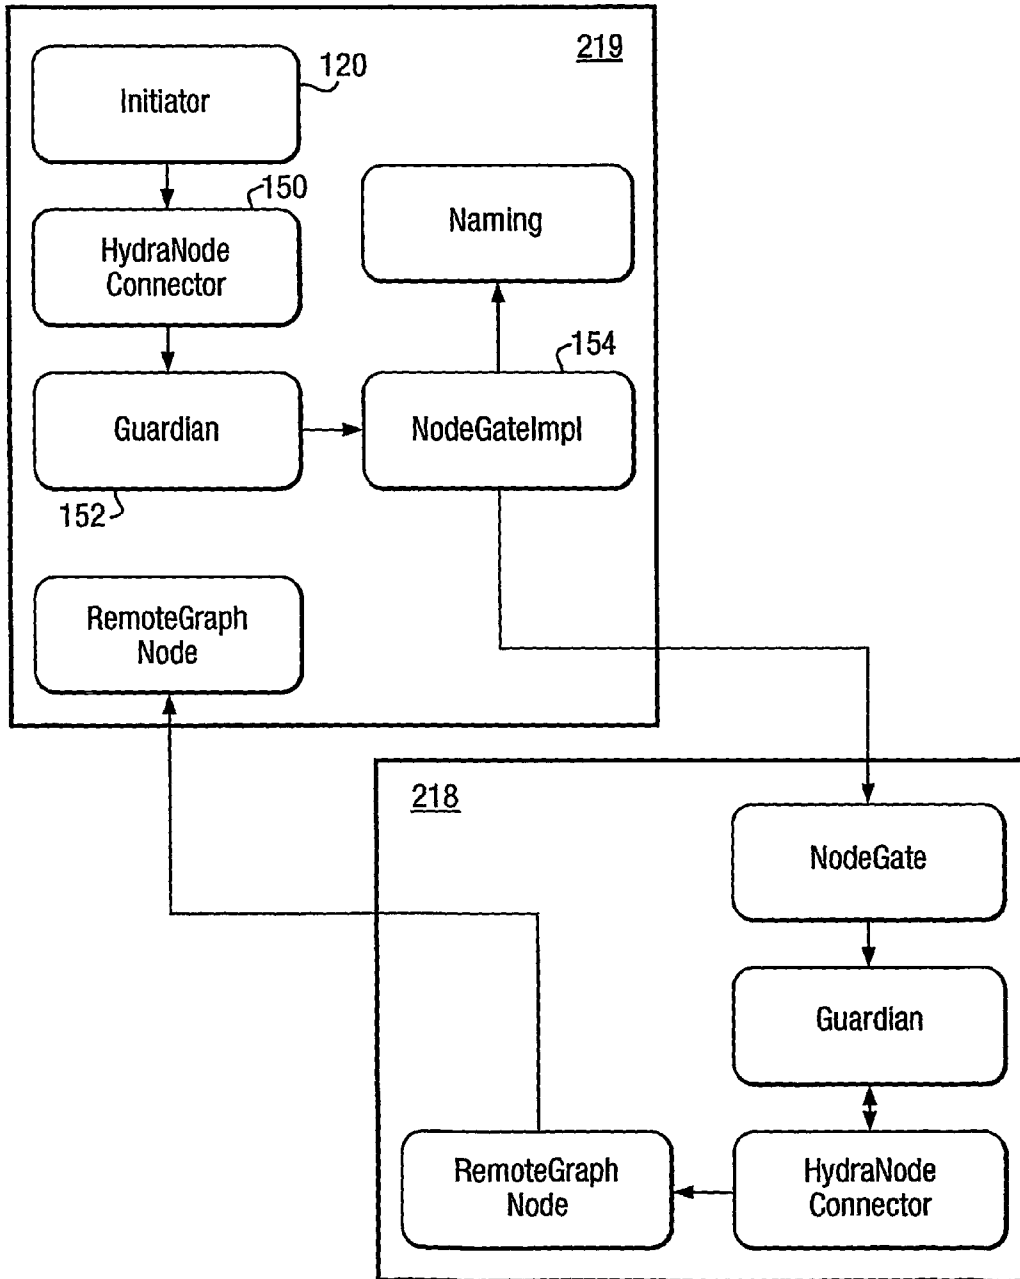 219
120
Initiator
150
HydraNode
Connector
Naming
154
Guardian
NodeGateImpl
152
RemoteGraph
Node
218
NodeGate
Guardian
RemoteGraph
Node
HydraNode
Connector